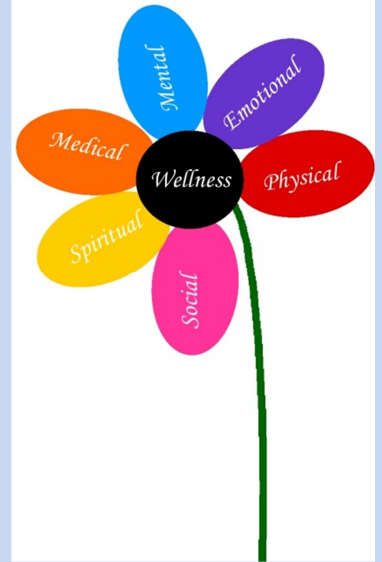 Mental
Emotional
Medical
Wellness
Physical
Spiritual
Social